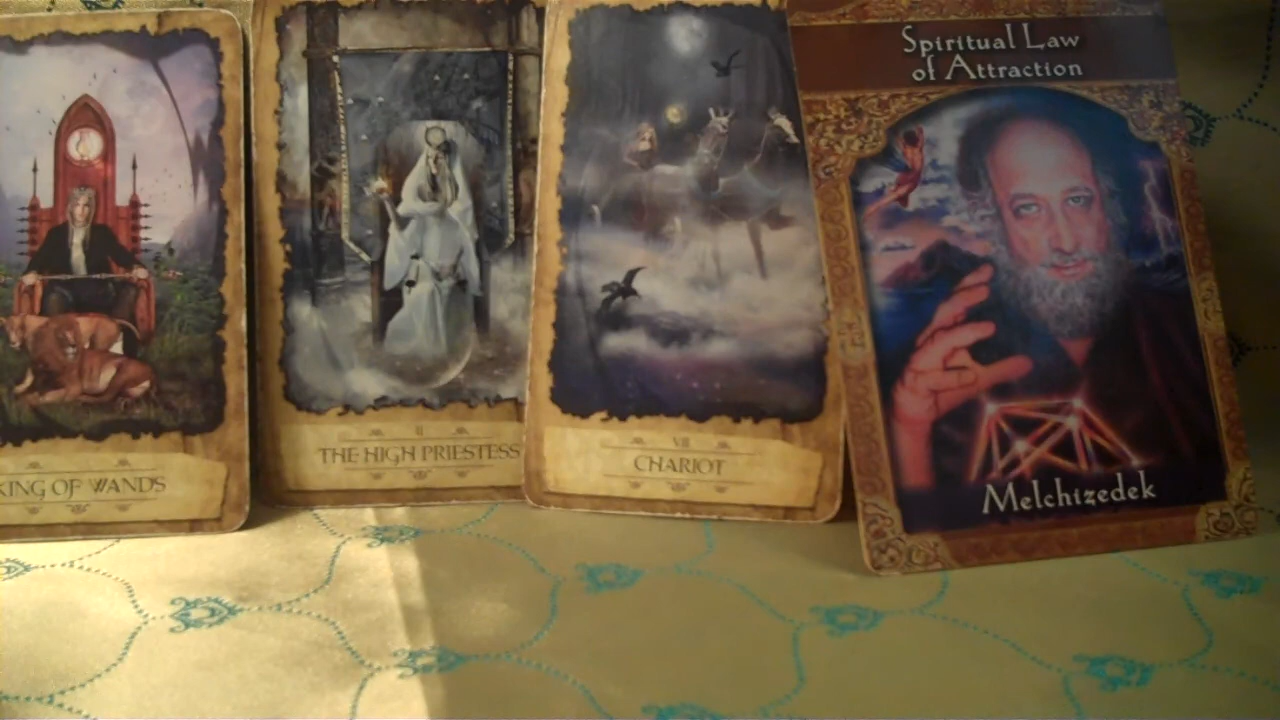 KING OF WANDS
II
THE HIGH PRIESTESS
VII
CHARIOT
Spiritual Law
of Attraction
Melchizedek